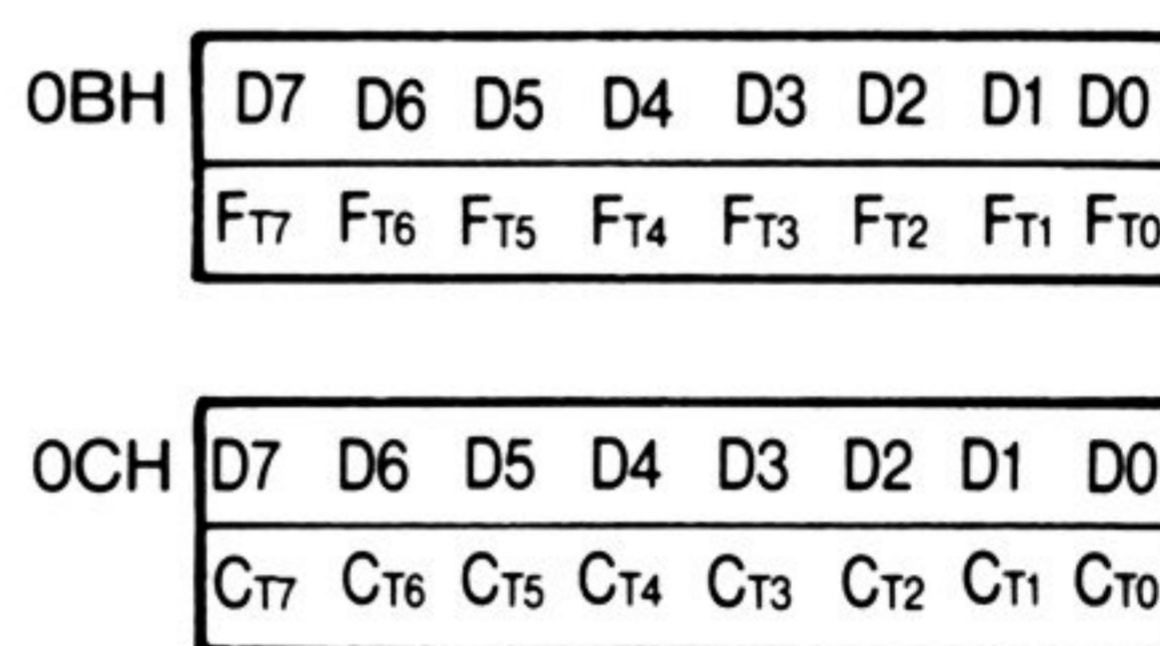 0BH D7 D6 D5 D4 D3 D2 D1 D0
FT7 FT6 FT5 FT4 FT3 FT2 FT1 FT0
0CH D7 D6 D5 D4 D3 D2 D1 D0
CT7 CT6 CT5 CT4 CT3 CT2 CT1 CT0